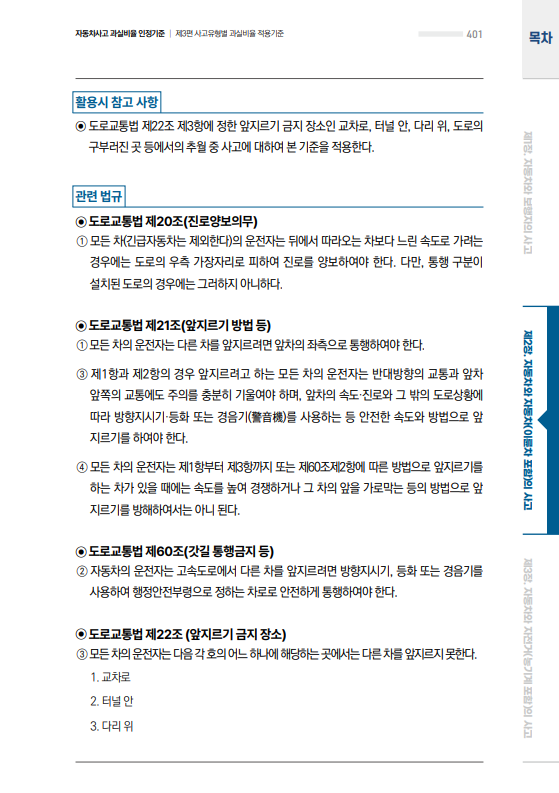 자동차사고 과실비율 인정기준 | 제3편 사고유형별 과실비율 적용기준
401
목차
활용시 참고 사항
◉ 도로교통법 제22조 제3항에 정한 앞지르기 금지 장소인 교차로, 터널 안, 다리 위, 도로의
구부러진 곳 등에서의 추월 중 사고에 대하여 본 기준을 적용한다.
관련 법규
◉ 도로교통법 제20조(진로양보의무)
① 모든 차(긴급자동차는 제외한다)의 운전자는 뒤에서 따라오는 차보다 느린 속도로 가려는
경우에는 도로의 우측 가장자리로 피하여 진로를 양보하여야 한다. 다만, 통행 구분이
설치된 도로의 경우에는 그러하지 아니하다.
◉ 도로교통법 제21조(앞지르기 방법 등)
① 모든 차의 운전자는 다른 차를 앞지르려면 앞차의 좌측으로 통행하여야 한다.
③ 제1항과 제2항의 경우 앞지르려고 하는 모든 차의 운전자는 반대방향의 교통과 앞차
앞쪽의 교통에도 주의를 충분히 기울여야 하며, 앞차의 속도·진로와 그 밖의 도로상황에
따라 방향지시기·등화 또는 경음기(警音機)를 사용하는 등 안전한 속도와 방법으로 앞
지르기를 하여야 한다.
④ 모든 차의 운전자는 제1항부터 제3항까지 또는 제60조제2항에 따른 방법으로 앞지르기를
하는 차가 있을 때에는 속도를 높여 경쟁하거나 그 차의 앞을 가로막는 등의 방법으로 앞
지르기를 방해하여서는 아니 된다.
◉ 도로교통법 제60조(갓길 통행금지 등)
② 자동차의 운전자는 고속도로에서 다른 차를 앞지르려면 방향지시기, 등화 또는 경음기를
사용하여 행정안전부령으로 정하는 차로로 안전하게 통행하여야 한다.
◉ 도로교통법 제22조 (앞지르기 금지 장소)
③ 모든 차의 운전자는 다음 각 호의 어느 하나에 해당하는 곳에서는 다른 차를 앞지르지 못한다.
1. 교차로
2. 터널 안
3. 다리 위
제1장. 자동차와 보행자의 사고
제2장. 자동차와 자동차(이륜차 포함)의 사고
제3장. 자동차와 자전거(농기계 포함)의 사고